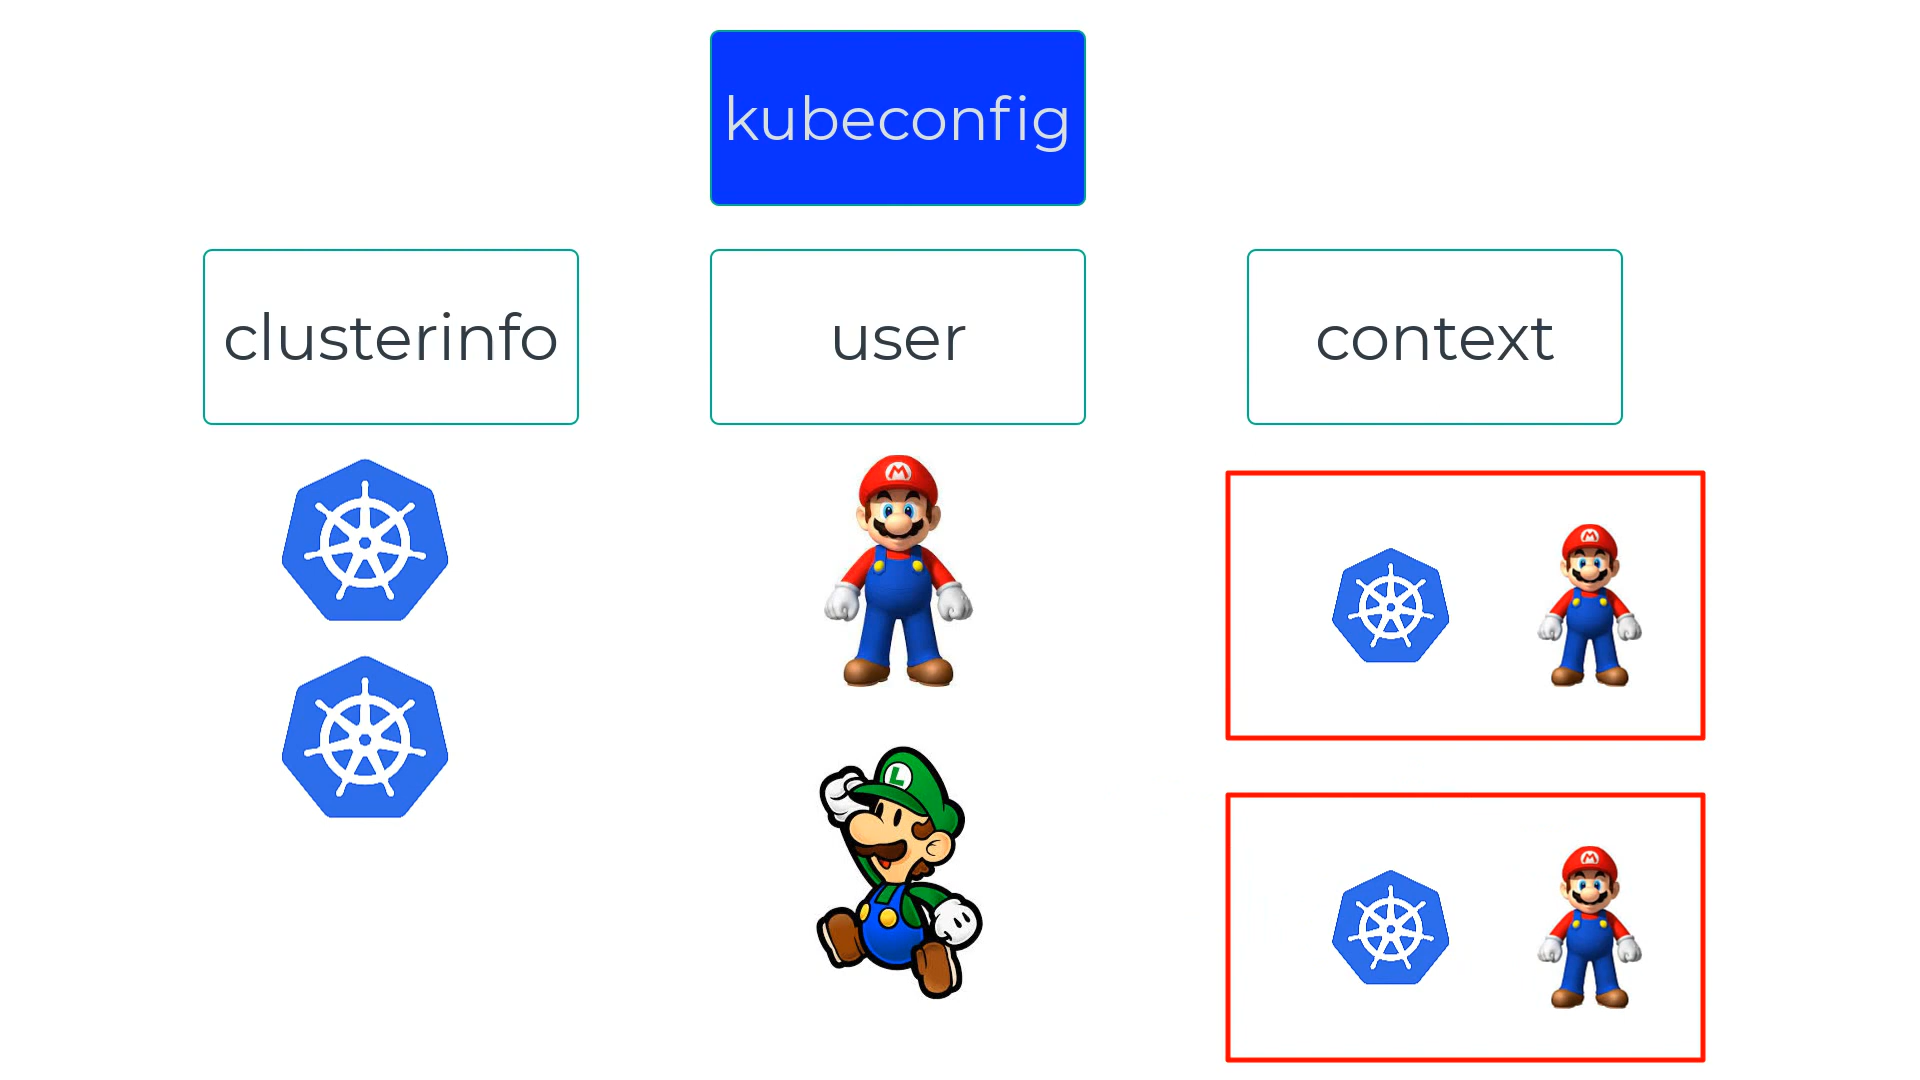 kubeconfig
clusterinfo
user
context
M
L
M
M